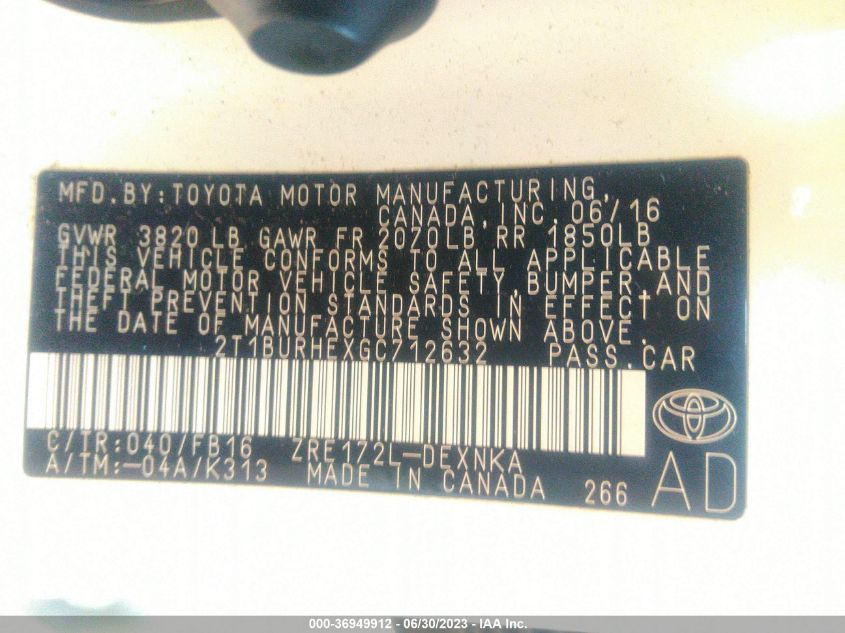 MFD.BY:TOYOTA MOTOR MANUFACTURING,
CANADA, INC. 06/16
GVWR 3820 LB GAWR FR 2070LB RR 1850LB
THIS VEHICLE CONFORMS TO ALL APPLICABLE
FEDERAL MOTOR VEHICLE SAFETY, BUMPER, AND
THEFT PREVENTION STANDARDS IN EFFECT ON
THE DATE OF MANUFACTURE SHOWN ABOVE.
2T1BURHEXGC712632 PASS.CAR
C/TR:040/FB16 ZRE172L-DEXNKA
A/TM:-04A/K313 MADE IN CANADA 266 AD
000-36949912 - 06/30/2023 - IAA Inc.